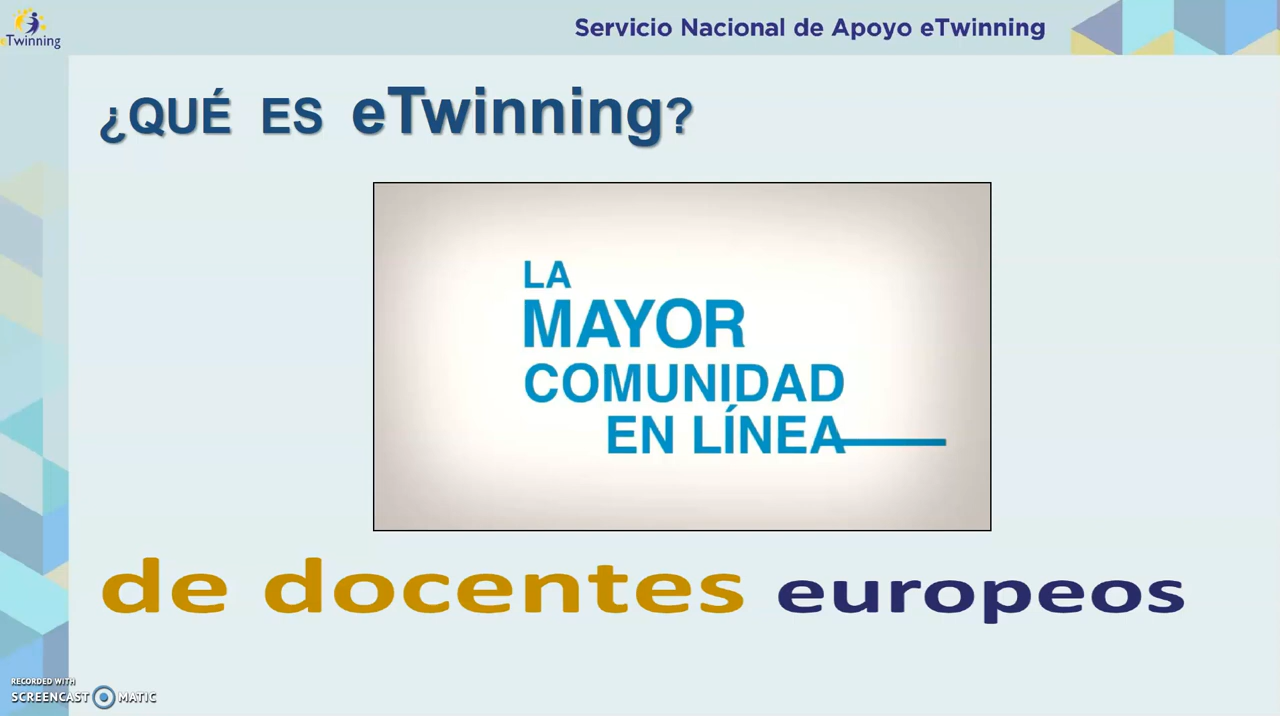 eTwinning
Servicio Nacional de Apoyo eTwinning
¿QUÉ ES eTwinning?
LA
MAYOR
COMUNIDAD
EN LÍNEA
de docentes europeos
RECORDED WITH
SCREENCAST MATIC